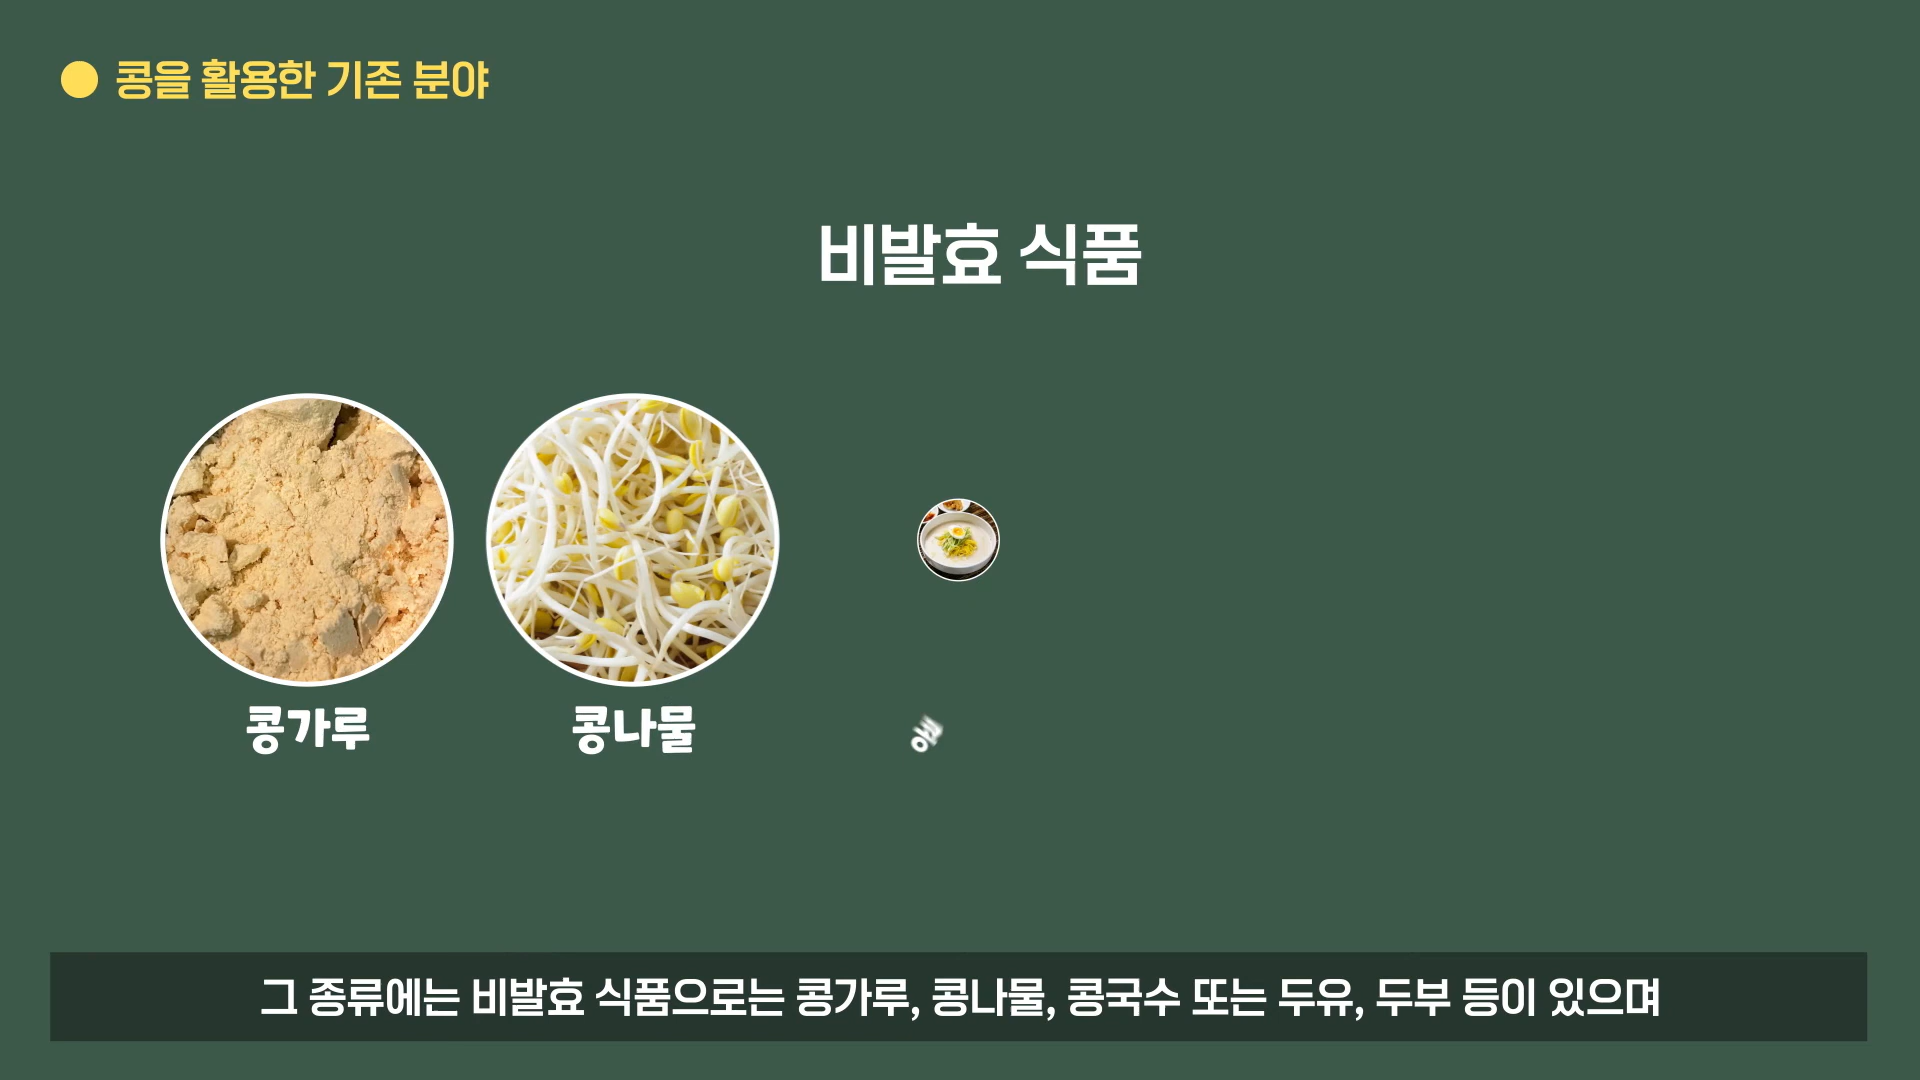 콩을 활용한 기존 분야
비발효 식품
콩가루
콩나물
그 종류에는 비발효 식품으로는 콩가루, 콩나물, 콩국수 또는 두유, 두부 등이 있으며